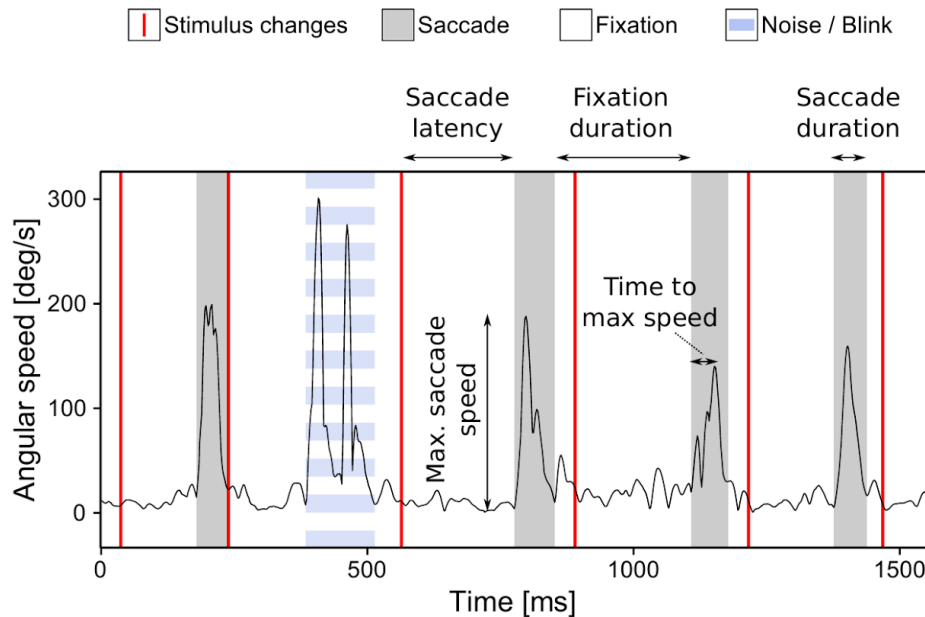 Stimulus changes
Saccade
Fixation
Noise / Blink
Saccade
latency
Fixation
duration
Saccade
duration
300
200
100
0
Angular speed [deg/s]
Max. saccade
speed
Time to
max speed
0
500
1000
1500
Time [ms]